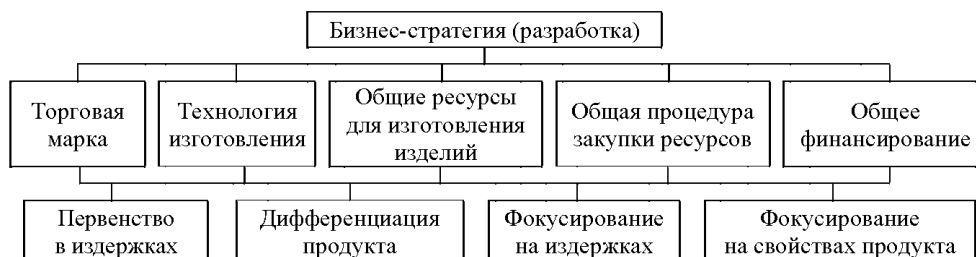 Бизнес-стратегия (разработка)
Торговая
марка
Технология
изготовления
Общие ресурсы
для изготовления
изделий
Общая процедура
закупки ресурсов
Общее
финансирование
Первенство
в издержках
Дифференциация
продукта
Фокусирование
на издержках
Фокусирование
на свойствах продукта